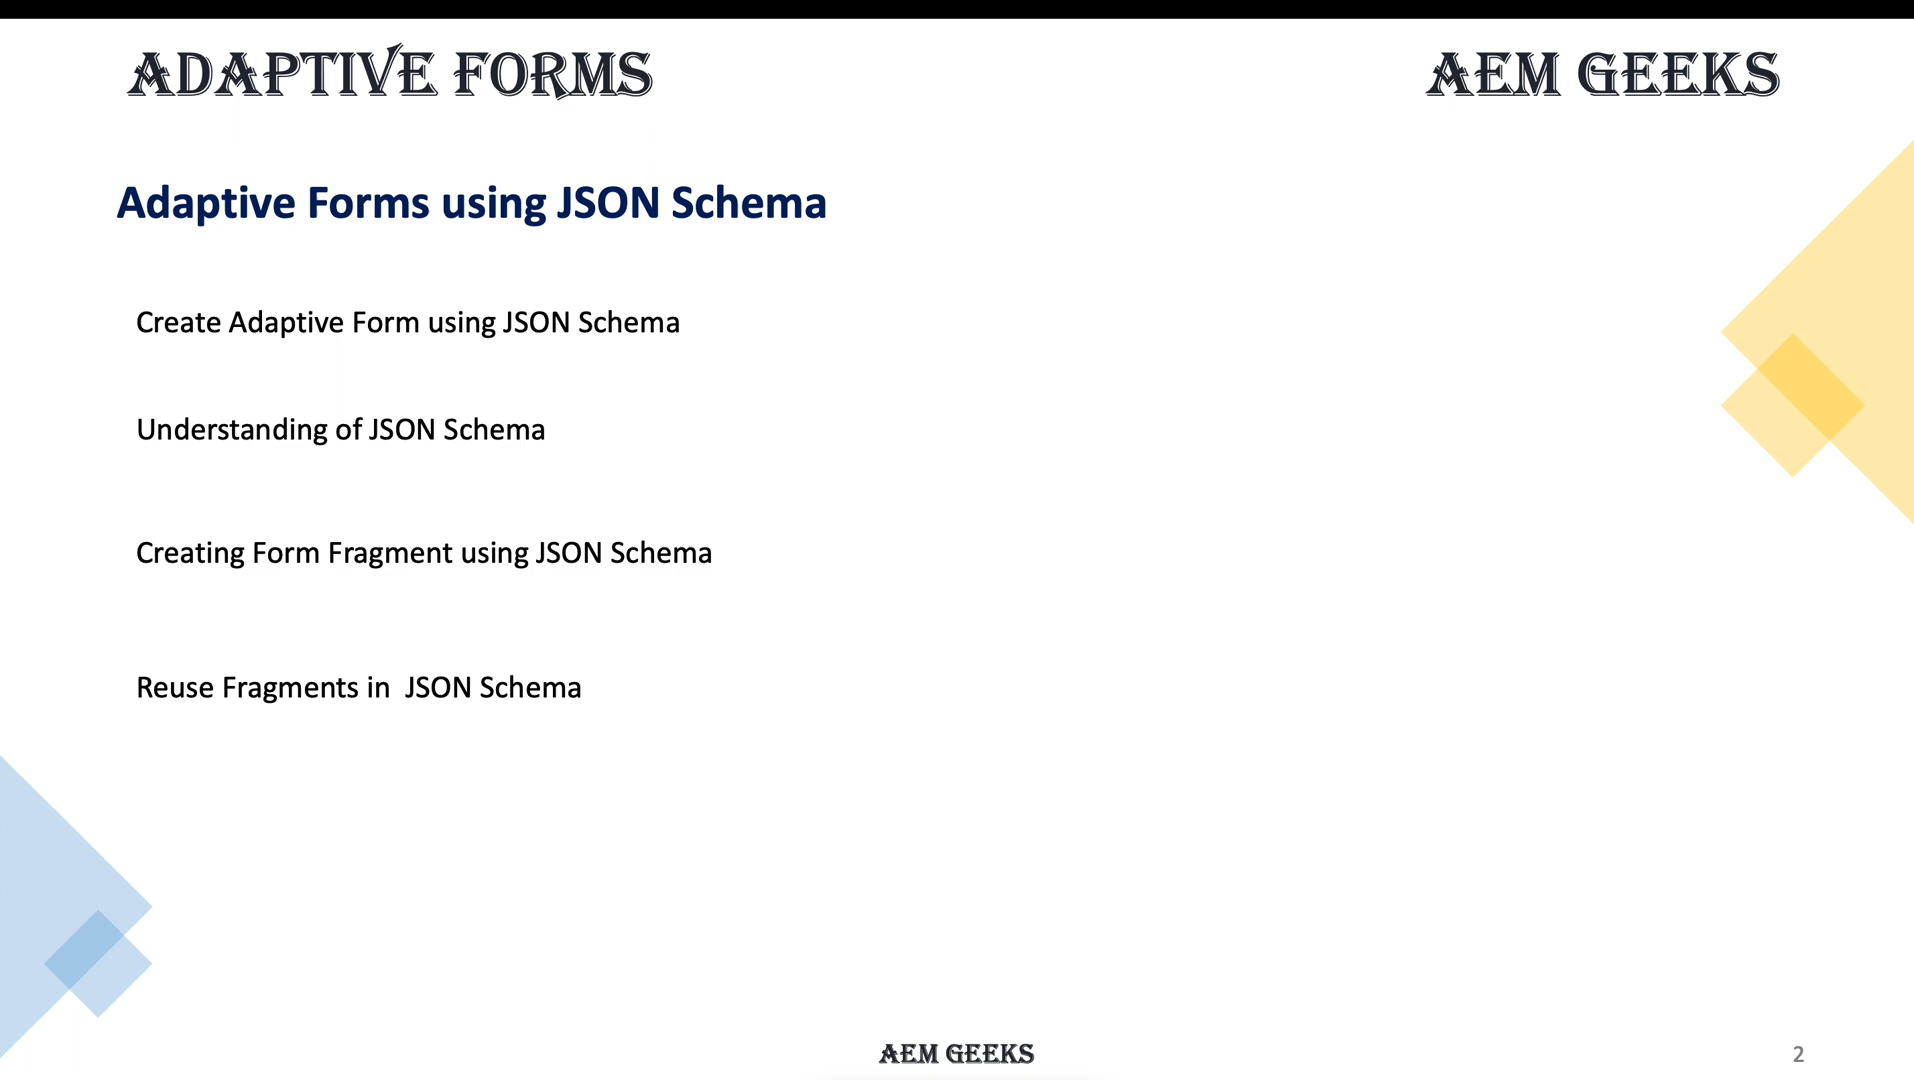 ADAPTIVE FORMS
AEM GEEKS
Adaptive Forms using JSON Schema
Create Adaptive Form using JSON Schema
Understanding of JSON Schema
Creating Form Fragment using JSON Schema
Reuse Fragments in  JSON Schema
AEM GEEKS
2